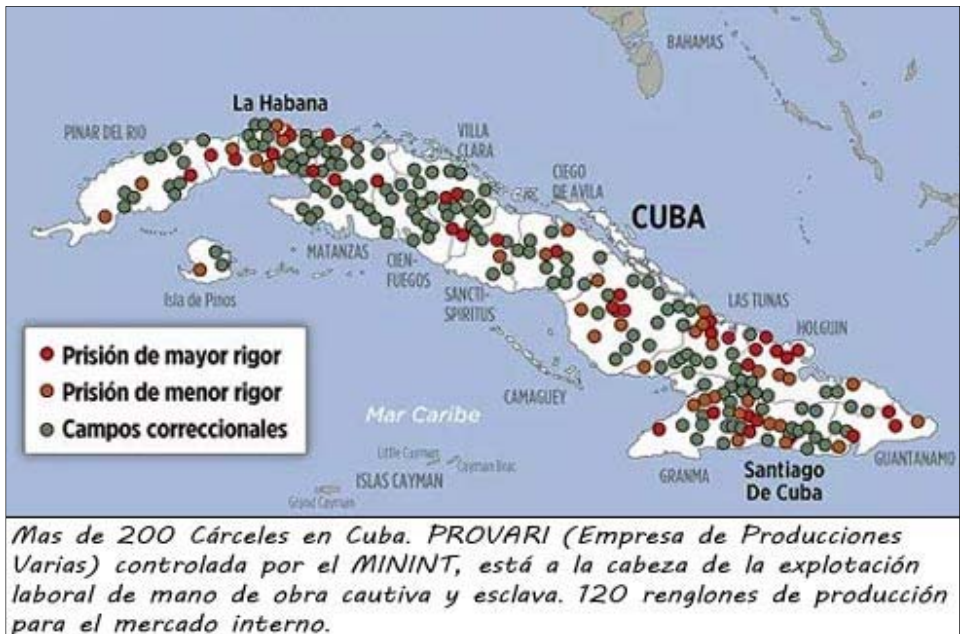 BAHAMAS
La Habana
PINAR DEL RIO
VILLA
CLARA
CIEGO
DE AVILA
CUBA
MATANZAS
CIEN-
FUEGOS
Isla de Pinos
SANCTI-
SPIRITUS
LAS TUNAS
HOLGUIN
Prisión de mayor rigor
Prisión de menor rigor
Campos correccionales
CAMAGUEY
Mar Caribe
Little Cayman
Cayman Brac
ISLAS CAYMAN
Grand Cayman
GRANMA
Santiago
De Cuba
GUANTANAMO
Mas de 200 Cárceles en Cuba. PROVARI (Empresa de Producciones
Varias) controlada por el MININT, está a la cabeza de la explotación
laboral de mano de obra cautiva y esclava. 120 renglones de producción
para el mercado interno.